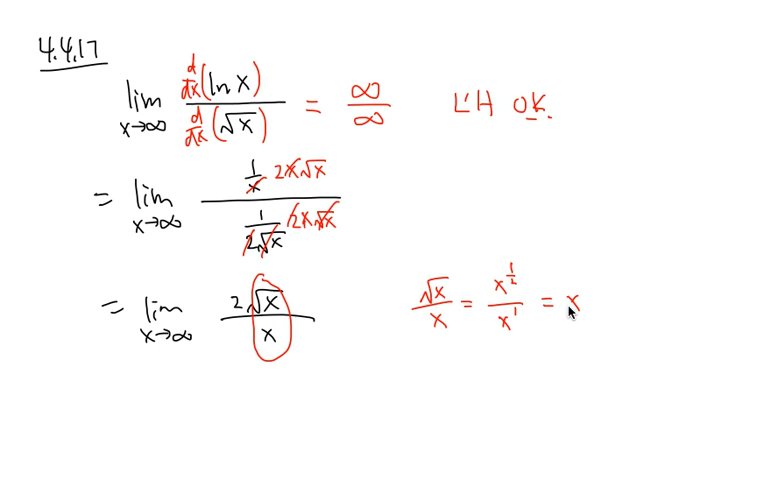 4.4.17
lim x→∞ d/dx(ln x) / d/dx(√x) = ∞/∞ L'H OK.
= lim x→∞ 1/x 2x√x / 1/2√x 2x√x
= lim x→∞ 2√x / x √x/x = x^1/2 / x^1 = x